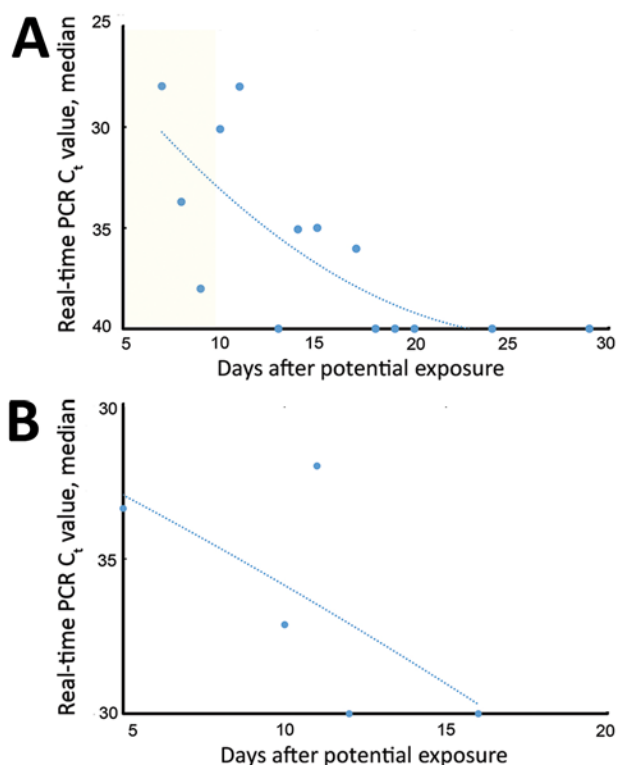 A
Real-time PCR Ct value, median
25
30
35
40
5 10 15 20 25 30
Days after potential exposure
B
Real-time PCR Ct value, median
30
35
30
5 10 15 20
Days after potential exposure